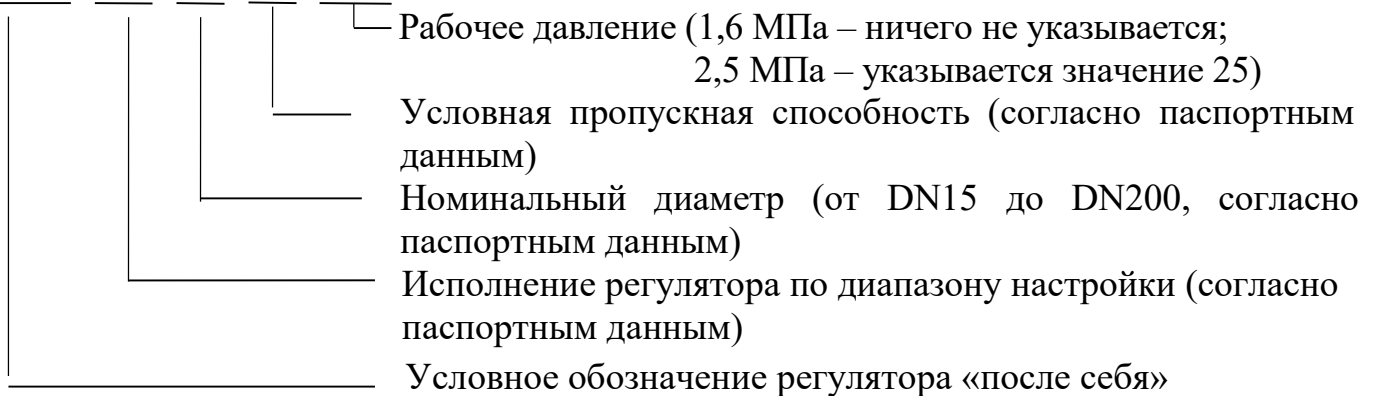 Рабочее давление (1,6 МПа – ничего не указывается;
2,5 МПа – указывается значение 25)
Условная пропускная способность (согласно паспортным
данным)
Номинальный диаметр (от DN15 до DN200, согласно
паспортным данным)
Исполнение регулятора по диапазону настройки (согласно
паспортным данным)
Условное обозначение регулятора «после себя»